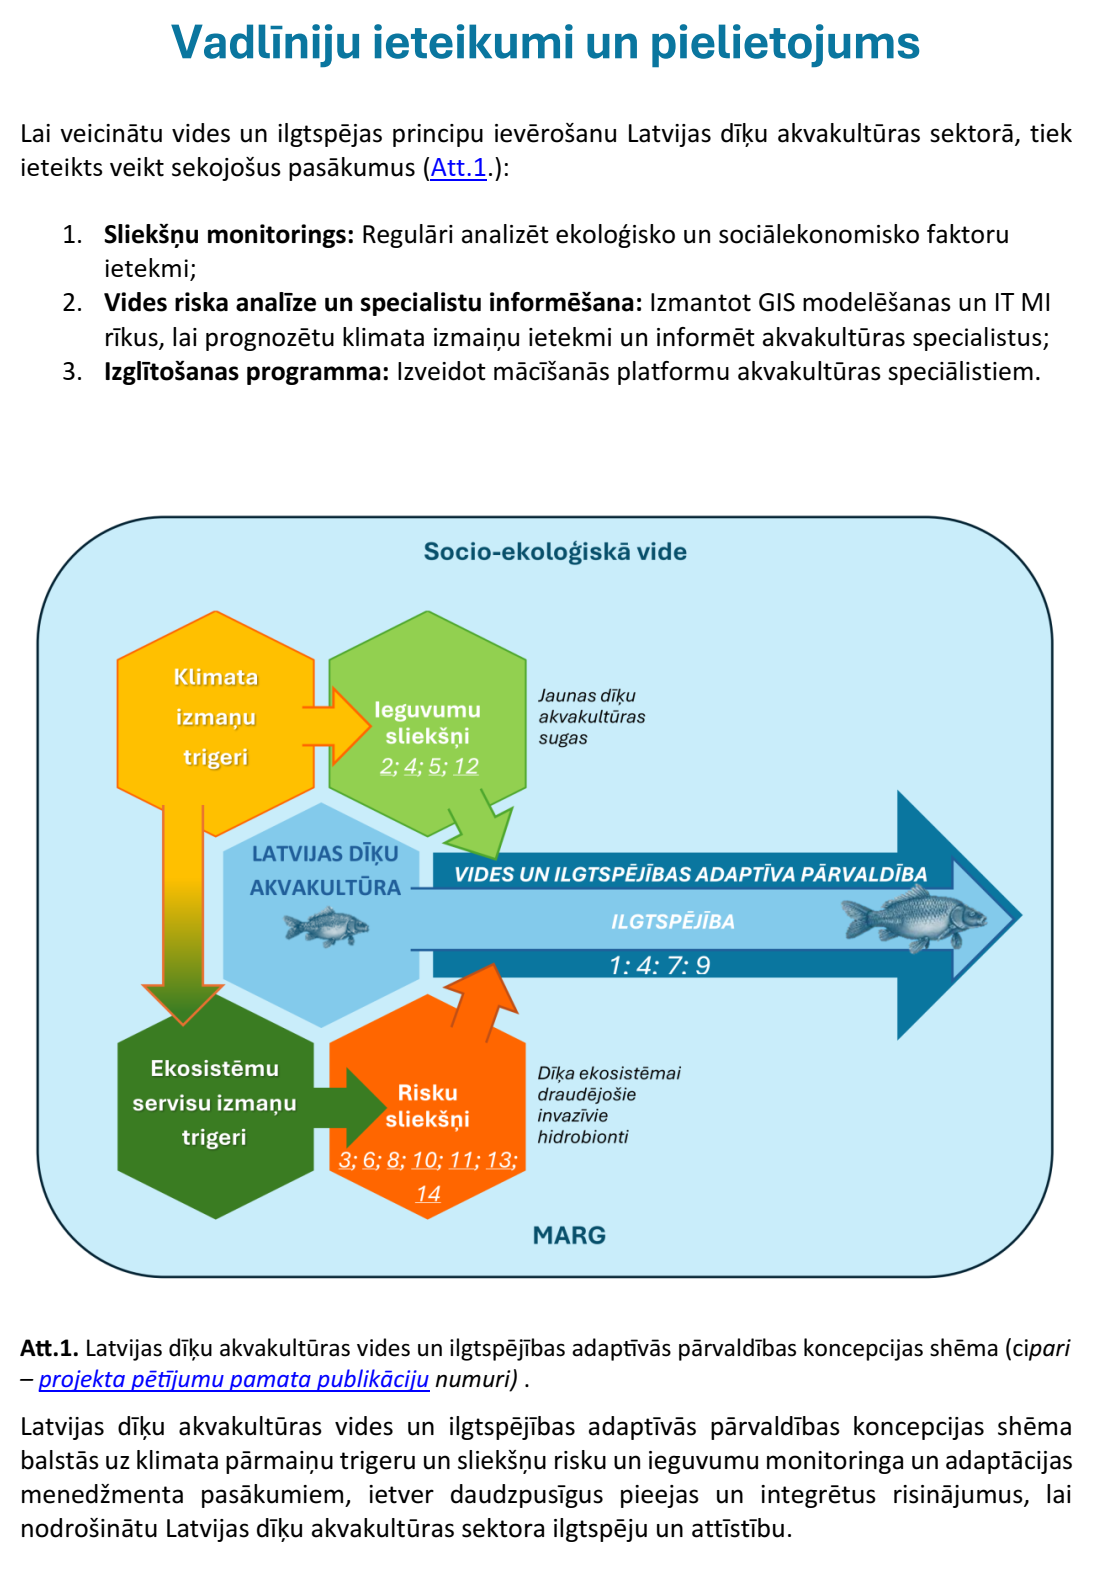 Vadlīniju ieteikumi un pielietojums
Lai veicinātu vides un ilgtspējas principu ievērošanu Latvijas dīķu akvakultūras sektorā, tiek
ieteikts veikt sekojošus pasākumus (Att.1.):
1. Sliekšņu monitorings: Regulāri analizēt ekoloģisko un sociālekonomisko faktoru
ietekmi;
2. Vides riska analīze un specialistu informēšana: Izmantot GIS modelēšanas un IT MI
rīkus, lai prognozētu klimata izmaiņu ietekmi un informēt akvakultūras specialistus;
3. Izglītošanas programma: Izveidot mācīšanās platformu akvakultūras speciālistiem.
Socio-ekoloģiskā vide
Klimata
izmaņu
trigeri
Ieguvumu
sliekšņi
2; 4; 5; 12
Jaunas dīķu
akvakultūras
sugas
LATVIJAS DĪĶU
AKVAKULTŪRA
VIDES UN ILGTSPĒJĪBAS ADAPTĪVA PĀRVALDĪBA
ILGTSPĒJĪBA
1: 4: 7: 9
Ekosistēmu
servisu izmaņu
trigeri
Risku
sliekšņi
3; 6; 8; 10; 11; 13;
14
Dīķa ekosistēmai
draudējošie
invazīvie
hidrobionti
MARG
Att.1. Latvijas dīķu akvakultūras vides un ilgtspējības adaptīvās pārvaldības koncepcijas shēma (cipari
– projekta pētījumu pamata publikāciju numuri) .
Latvijas dīķu akvakultūras vides un ilgtspējības adaptīvās pārvaldības koncepcijas shēma
balstās uz klimata pārmaiņu trigeru un sliekšņu risku un ieguvumu monitoringa un adaptācijas
menedžmenta pasākumiem, ietver daudzpusīgus pieejas un integrētus risinājumus, lai
nodrošinātu Latvijas dīķu akvakultūras sektora ilgtspēju un attīstību.